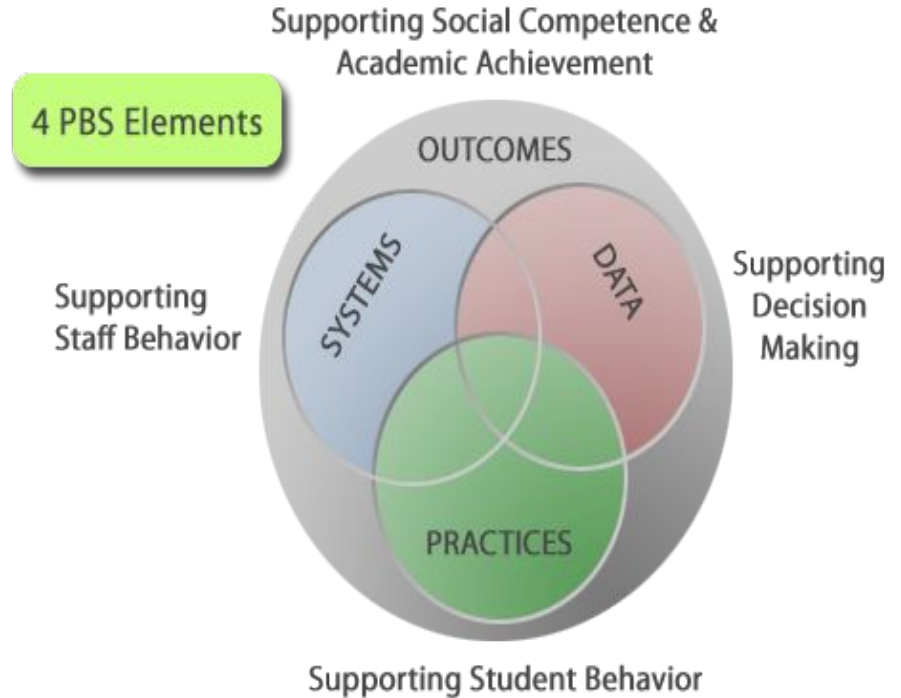 Supporting Social Competence &
Academic Achievement
4 PBS Elements
OUTCOMES
SYSTEMS
DATA
Supporting
Staff Behavior
Supporting
Decision
Making
PRACTICES
Supporting Student Behavior